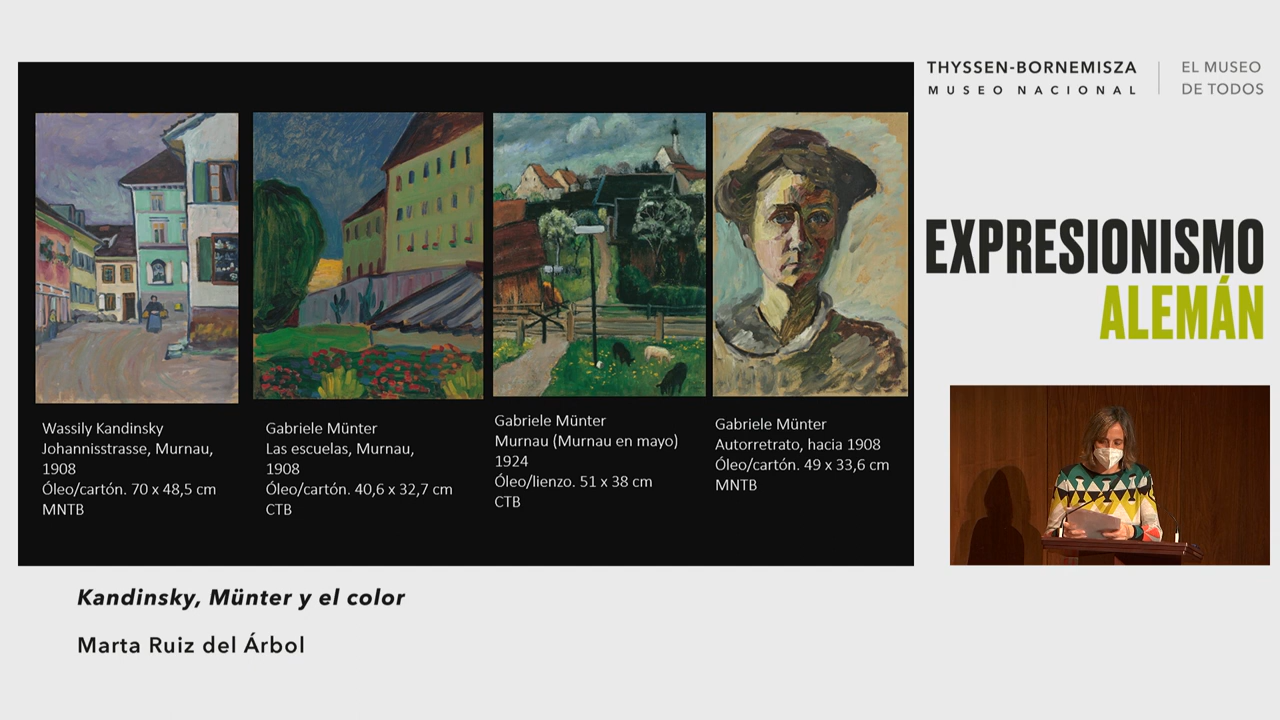 THYSSEN-BORNEMISZA
MUSEO NACIONAL
EL MUSEO
DE TODOS
EXPRESIONISMO
ALEMÁN
Wassily Kandinsky
Johannisstrasse, Murnau,
1908
Óleo/cartón. 70 x 48,5 cm
MNTB
Gabriele Münter
Las escuelas, Murnau,
1908
Óleo/cartón. 40,6 x 32,7 cm
CTB
Gabriele Münter
Murnau (Murnau en mayo)
1924
Óleo/lienzo. 51 x 38 cm
CTB
Gabriele Münter
Autorretrato, hacia 1908
Óleo/cartón. 49 x 33,6 cm
MNTB
Kandinsky, Münter y el color
Marta Ruiz del Árbol